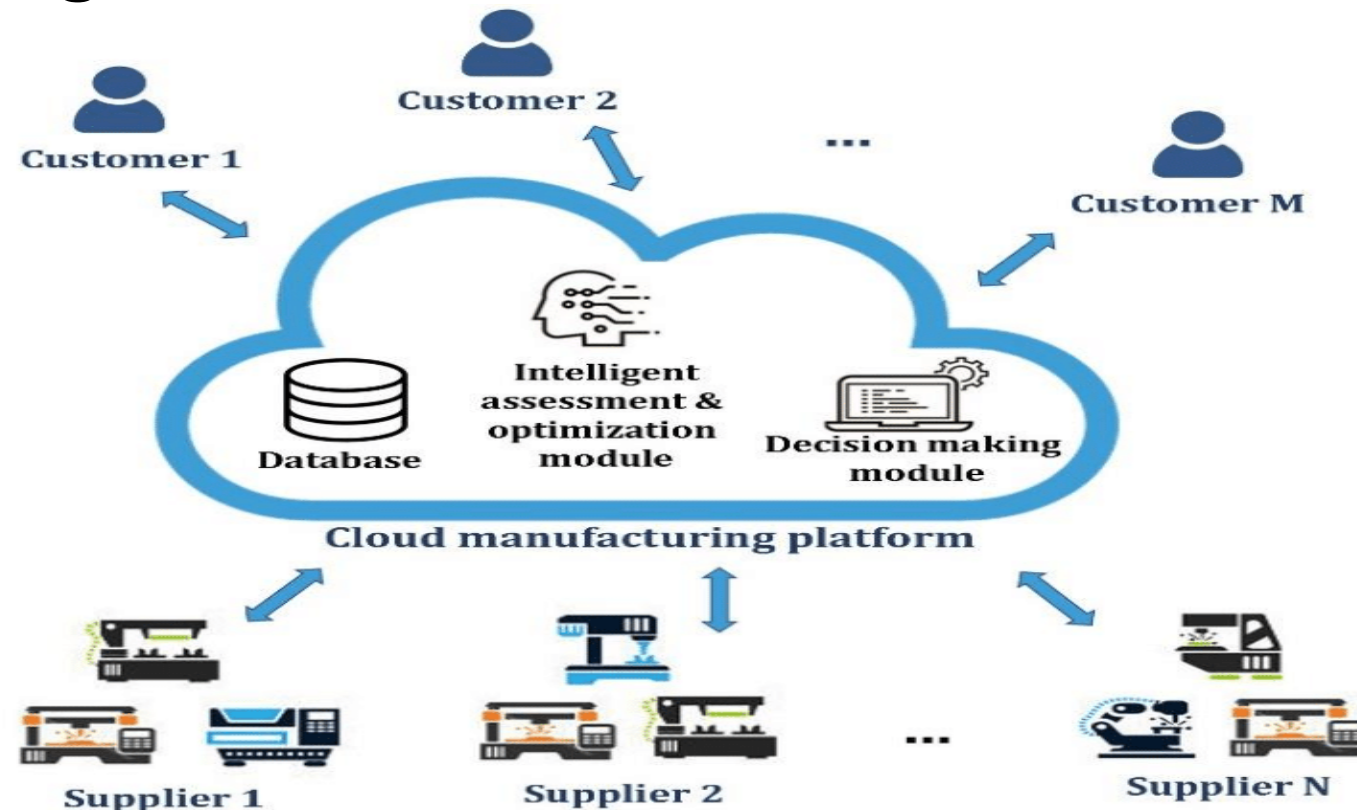 Customer 2
Customer 1
...
Customer M
Intelligent
assessment &
optimization
module
Database
Decision making
module
Cloud manufacturing platform
...
Supplier 1
Supplier 2
Supplier N